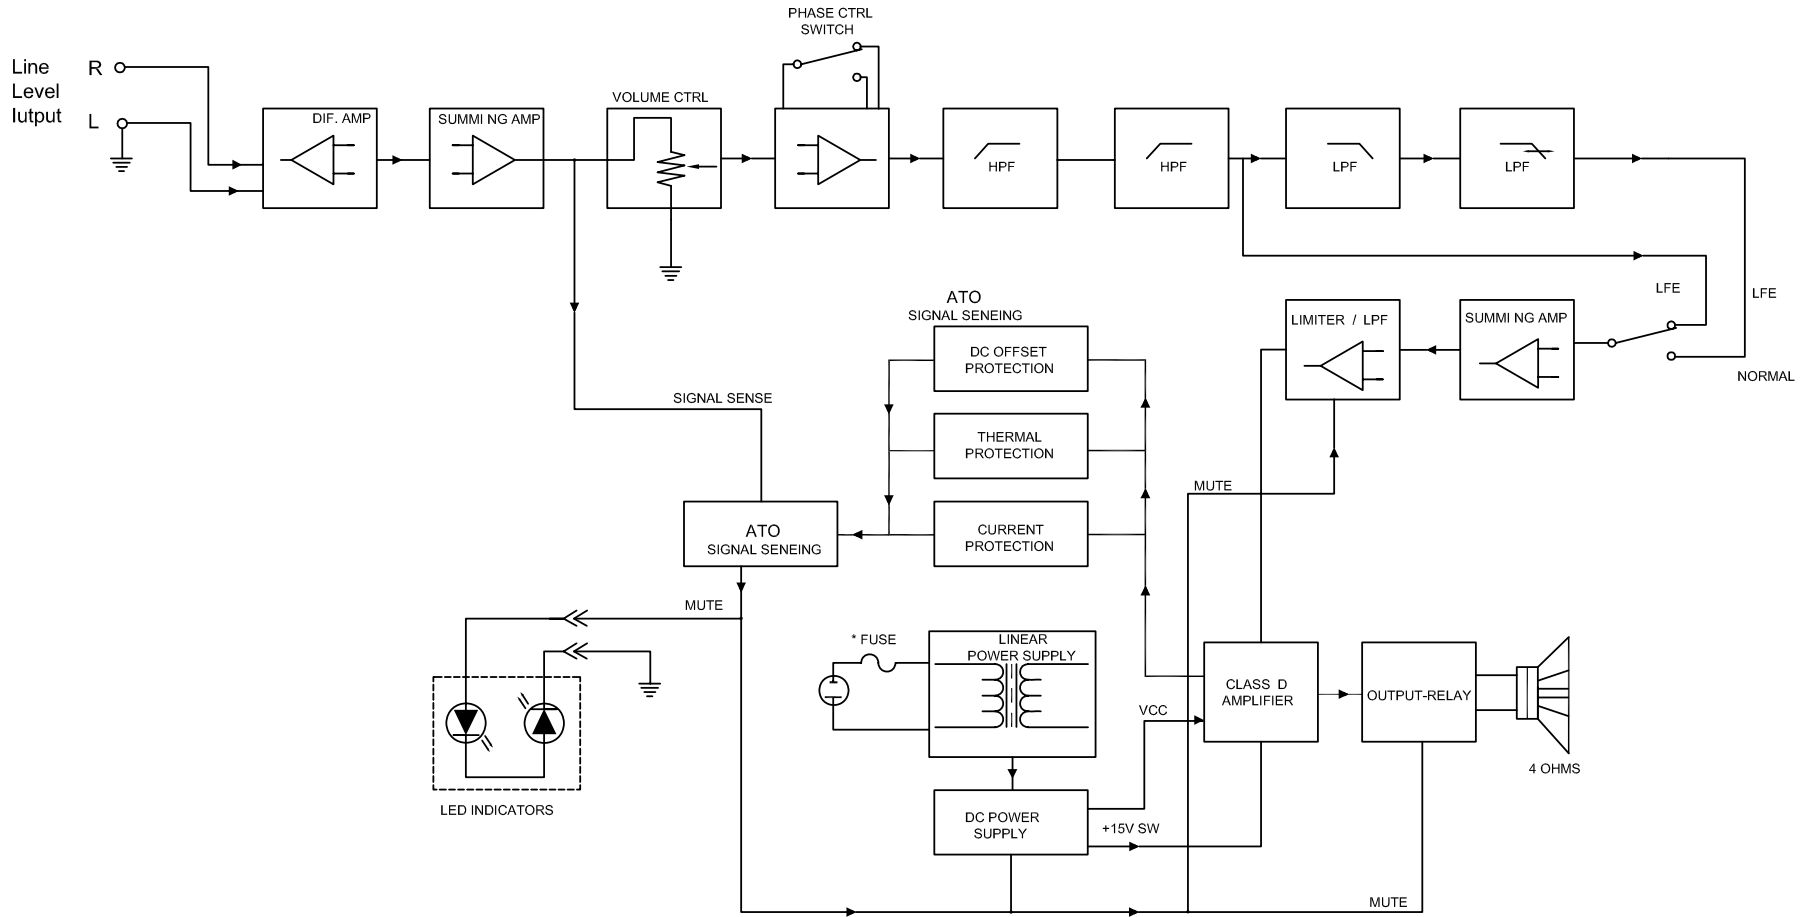 PHASE CTRL
SWITCH
Line
Level
Iutput
R
L
DIF. AMP
SUMMI NG AMP
VOLUME CTRL
HPF
HPF
LPF
LPF
LFE
LFE
NORMAL
ATO
SIGNAL SENEING
DC OFFSET
PROTECTION
LIMITER / LPF
SUMMI NG AMP
SIGNAL SENSE
THERMAL
PROTECTION
MUTE
ATO
SIGNAL SENEING
CURRENT
PROTECTION
MUTE
* FUSE
LINEAR
POWER SUPPLY
CLASS D
AMPLIFIER
OUTPUT-RELAY
VCC
4 OHMS
LED INDICATORS
DC POWER
SUPPLY
+15V SW
MUTE